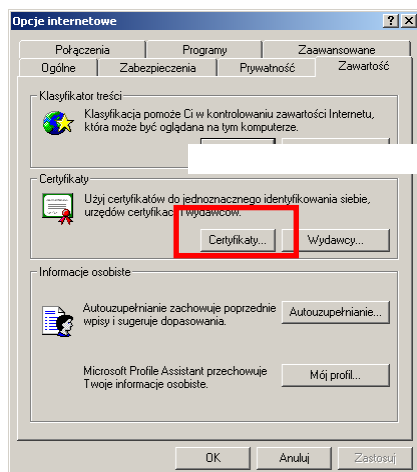 Opcje internetowe
Połączenia Programy Zaawansowane
Ogólne Zabezpieczenia Prywatność Zawartość
Klasyfikator treści
Klasyfikacja pomoże Ci w kontrolowaniu zawartości Internetu,
która może być oglądana na tym komputerze.
Certyfikaty
Użyj certyfikatów do jednoznacznego identyfikowania siebie,
urzędów certyfikacji i wydawców.
Certyfikaty... Wydawcy...
Informacje osobiste
Autouzupełnianie zachowuje poprzednie
wpisy i sugeruje dopasowania.
Autouzupełnianie...
Microsoft Profile Assistant przechowuje
Twoje informacje osobiste.
Mój profil...
OK Anuluj Zastosuj